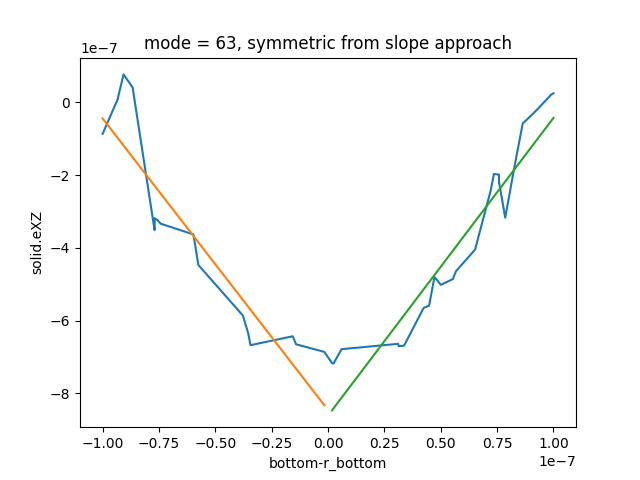 mode = 63, symmetric from slope approach
1e−7
0
−2
−4
−6
−8
solid.eXZ
−1.00 −0.75 −0.50 −0.25 0.00 0.25 0.50 0.75 1.00
1e−7
bottom-r_bottom